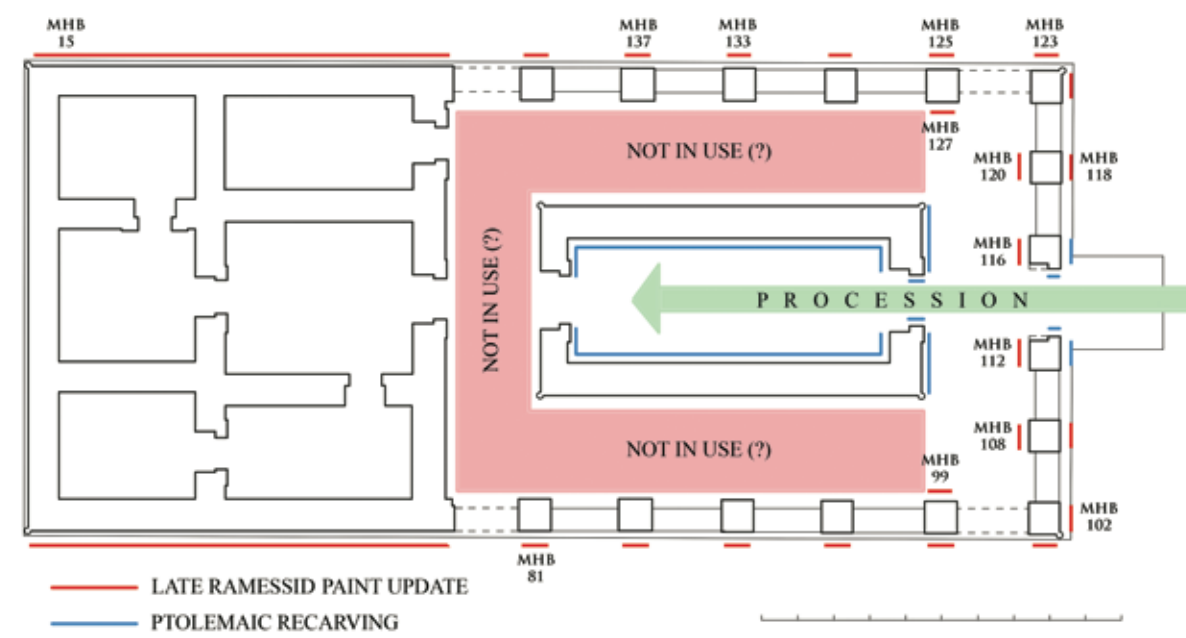 MHB
15
MHB
137
MHB
133
MHB
125
MHB
123
MHB
127
NOT IN USE (?)
MHB
120
MHB
118
MHB
116
NOT IN USE (?)
P R O C E S S I O N
MHB
112
MHB
108
NOT IN USE (?)
MHB
99
MHB
102
MHB
81
LATE RAMESSID PAINT UPDATE
PTOLEMAIC RECARVING